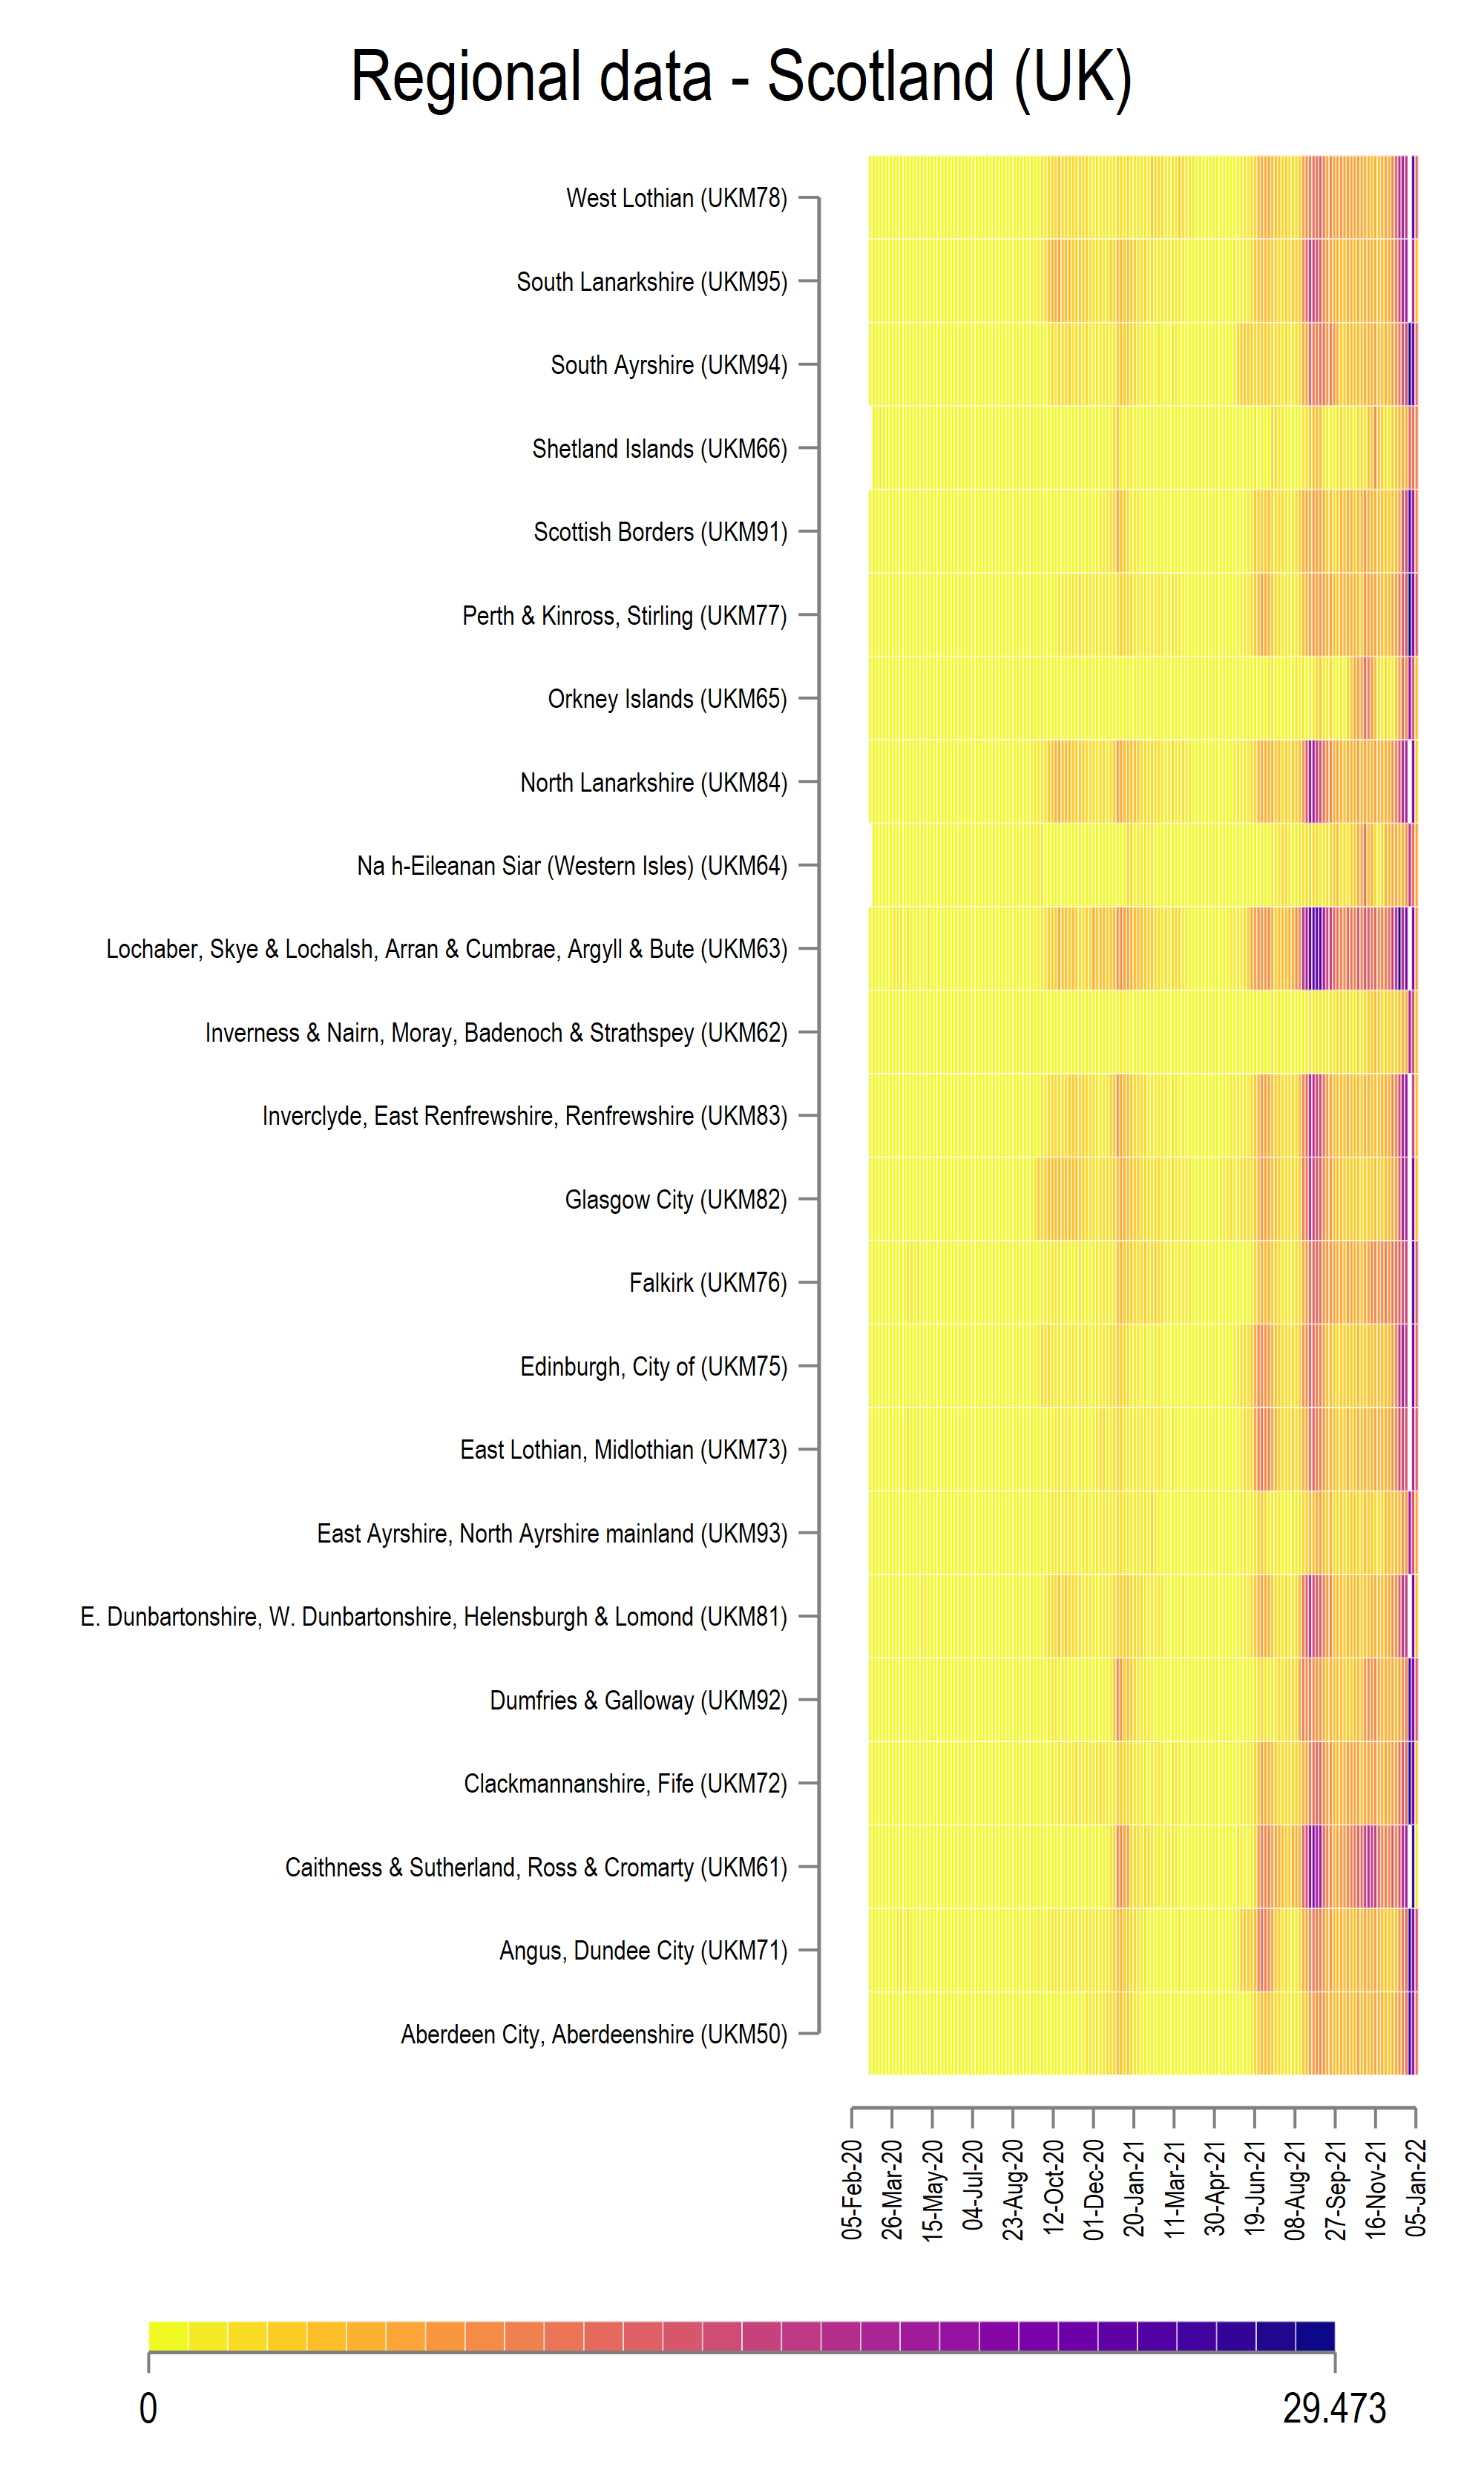 Regional data - Scotland (UK)
West Lothian (UKM78)
South Lanarkshire (UKM95)
South Ayrshire (UKM94)
Shetland Islands (UKM66)
Scottish Borders (UKM91)
Perth & Kinross, Stirling (UKM77)
Orkney Islands (UKM65)
North Lanarkshire (UKM84)
Na h-Eileanan Siar (Western Isles) (UKM64)
Lochaber, Skye & Lochalsh, Arran & Cumbrae, Argyll & Bute (UKM63)
Inverness & Nairn, Moray, Badenoch & Strathspey (UKM62)
Inverclyde, East Renfrewshire, Renfrewshire (UKM83)
Glasgow City (UKM82)
Falkirk (UKM76)
Edinburgh, City of (UKM75)
East Lothian, Midlothian (UKM73)
East Ayrshire, North Ayrshire mainland (UKM93)
E. Dunbartonshire, W. Dunbartonshire, Helensburgh & Lomond (UKM81)
Dumfries & Galloway (UKM92)
Clackmannanshire, Fife (UKM72)
Caithness & Sutherland, Ross & Cromarty (UKM61)
Angus, Dundee City (UKM71)
Aberdeen City, Aberdeenshire (UKM50)
05-Feb-20
26-Mar-20
15-May-20
04-Jul-20
23-Aug-20
12-Oct-20
01-Dec-20
20-Jan-21
11-Mar-21
30-Apr-21
19-Jun-21
08-Aug-21
27-Sep-21
16-Nov-21
05-Jan-22
0
29.473